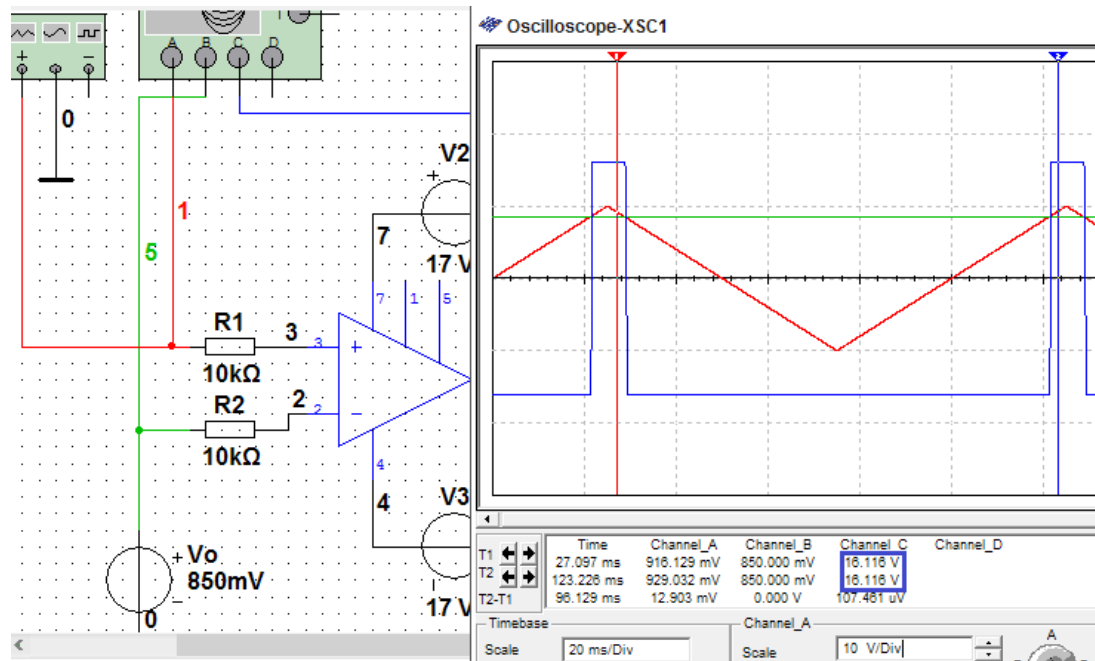 Oscilloscope-XSC1
A B C D
+ −
0
V2
+
1
7
5
17 V
7 1 5
R1 3 3
+
10kΩ
R2 2 2
−
10kΩ
4
4
V3
+ Vo
850mV
−
0
17 V
1 2
Time Channel_A Channel_B Channel_C Channel_D
T1 27.097 ms 916.129 mV 850.000 mV 16.116 V
T2 123.226 ms 929.032 mV 850.000 mV 16.116 V
T2-T1 96.129 ms 12.903 mV 0.000 V 107.461 uV
Timebase Channel_A
Scale 20 ms/Div Scale 10 V/Div
A